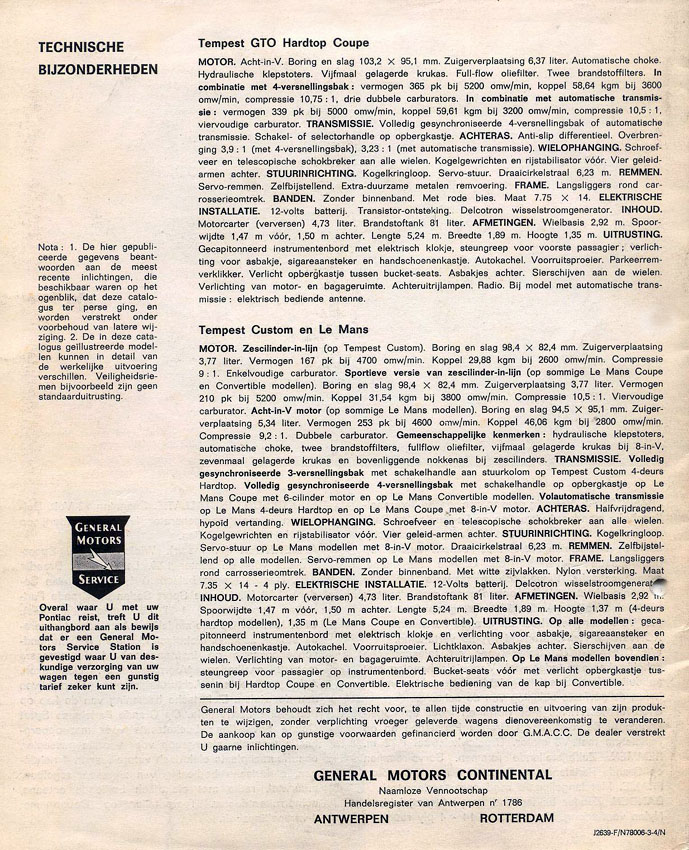 TECHNISCHE
BIJZONDERHEDEN
Tempest GTO Hardtop Coupe
MOTOR. Acht-in-V. Boring en slag 103,2 × 95,1 mm. Zuigerverplaatsing 6,37 liter. Automatische choke.
Hydraulische klepstoters. Vijfmaal gelagerde krukas. Full-flow oliefilter. Twee brandstoffilters. In
combinatie met 4-versnellingsbak : vermogen 365 pk bij 5200 omw/min, koppel 58,64 kgm bij 3600
omw/min, compressie 10,75 : 1, drie dubbele carburators. In combinatie met automatische transmis-
sie : vermogen 339 pk bij 5000 omw/min, koppel 59,61 kgm bij 3200 omw/min, compressie 10,5 : 1,
viervoudige carburator. TRANSMISSIE. Volledig gesynchroniseerde 4-versnellingsbak of automatische
transmissie. Schakel- of selectorhandle op opbergkastje. ACHTERAS. Anti-slip differentieel. Overbren-
ging 3,9 : 1 (met 4-versnellingsbak), 3,23 : 1 (met automatische transmissie). WIELOPHANGING. Schroef-
veer en telescopische schokbreker aan alle wielen. Kogelgewrichten en rijstabilisator vóór. Vier geleid-
armen achter. STUURINRICHTING. Kogelkringloop. Servo-stuur. Draaicirkelstraal 6,23 m. REMMEN.
Servo-remmen. Zelfbijstellend. Extra-duurzame metalen remvoering. FRAME. Langsliggers rond car-
rosserieomtrek. BANDEN. Zonder binnenband. Met rode bies. Maat 7.75 × 14. ELEKTRISCHE
INSTALLATIE. 12-volts batterij. Transistor-ontsteking. Delcotron wisselstroomgenerator. INHOUD.
Motorcarter (verversen) 4,73 liter. Brandstoftank 81 liter. AFMETINGEN. Wielbasis 2,92 m. Spoor-
wijdte 1,47 m vóór, 1,50 m achter. Lengte 5,24 m. Breedte 1,89 m. Hoogte 1,35 m. UITRUSTING.
Gecapitonneerd instrumentenbord met elektrisch klokje, steungreep voor voorste passagier ; verlich-
ting voor asbakje, sigareaansteker en handschoenenkastje. Autokachel. Voorruitsproeier. Parkeerrem-
verklikker. Verlicht opbergkastje tussen bucket-seats. Asbakjes achter. Sierschijven aan de wielen.
Verlichting van motor- en bagageruimte. Achteruitrijlampen. Radio. Bij model met automatische trans-
missie : elektrisch bediende antenne.
Nota : 1. De hier gepubli-
ceerde gegevens beant-
woorden aan de meest
recente inlichtingen, die
beschikbaar waren op het
ogenblik, dat deze catalo-
gus ter perse ging, en
worden verstrekt onder
voorbehoud van latere wij-
ziging. 2. De in deze cata-
logus geïllustreerde model-
len kunnen in detail van
de werkelijke uitvoering
verschillen. Veiligheidsrie-
men bijvoorbeeld zijn geen
standaarduitrusting.
Tempest Custom en Le Mans
MOTOR. Zescilinder-in-lijn (op Tempest Custom). Boring en slag 98,4 × 82,4 mm. Zuigerverplaatsing
3,77 liter. Vermogen 167 pk bij 4700 omw/min. Koppel 29,88 kgm bij 2600 omw/min. Compressie
9 : 1. Enkelvoudige carburator. Sportieve versie van zescilinder-in-lijn (op sommige Le Mans Coupe
en Convertible modellen). Boring en slag 98,4 × 82,4 mm. Zuigerverplaatsing 3,77 liter. Vermogen
210 pk bij 5200 omw/min. Koppel 31,54 kgm bij 3800 omw/min. Compressie 10,5 : 1. Viervoudige
carburator. Acht-in-V motor (op sommige Le Mans modellen). Boring en slag 94,5 × 95,1 mm. Zuiger-
verplaatsing 5,34 liter. Vermogen 253 pk bij 4600 omw/min. Koppel 46,06 kgm bij 2800 omw/min.
Compressie 9,2 : 1. Dubbele carburator. Gemeenschappelijke kenmerken : hydraulische klepstoters,
automatische choke, twee brandstoffilters, fullflow oliefilter, vijfmaal gelagerde krukas bij 8-in-V,
zevenmaal gelagerde krukas en bovenliggende nokkenas bij zescilinders. TRANSMISSIE. Volledig
gesynchroniseerde 3-versnellingsbak met schakelhandle aan stuurkolom op Tempest Custom 4-deurs
Hardtop. Volledig gesynchroniseerde 4-versnellingsbak met schakelhandle op opbergkastje op Le
Mans Coupe met 6-cilinder motor en op Le Mans Convertible modellen. Volautomatische transmissie
op Le Mans 4-deurs Hardtop en op Le Mans Coupe met 8-in-V motor. ACHTERAS. Halfvrijdragend,
hypoïd vertanding. WIELOPHANGING. Schroefveer en telescopische schokbreker aan alle wielen.
Kogelgewrichten en rijstabilisator vóór. Vier geleid-armen achter. STUURINRICHTING. Kogelkringloop.
Servo-stuur op Le Mans modellen met 8-in-V motor. Draaicirkelstraal 6,23 m. REMMEN. Zelfbijstel-
lend op alle modellen. Servo-remmen op Le Mans modellen met 8-in-V motor. FRAME. Langsliggers
rond carrosserieomtrek. BANDEN. Zonder binnenband. Met witte zijvlakken. Nylon versterking. Maat
7.35 × 14 - 4 ply. ELEKTRISCHE INSTALLATIE. 12-Volts batterij. Delcotron wisselstroomgenerator.
INHOUD. Motorcarter (verversen) 4,73 liter. Brandstoftank 81 liter. AFMETINGEN. Wielbasis 2,92 m.
Spoorwijdte 1,47 m vóór, 1,50 m achter. Lengte 5,24 m. Breedte 1,89 m. Hoogte 1,37 m (4-deurs
hardtop modellen), 1,35 m (Le Mans Coupe en Convertible). UITRUSTING. Op alle modellen : geca-
pitonneerd instrumentenbord met elektrisch klokje en verlichting voor asbakje, sigareaansteker en
handschoenenkastje. Autokachel. Voorruitsproeier. Lichtklaxon. Asbakjes achter. Sierschijven aan de
wielen. Verlichting van motor- en bagageruimte. Achteruitrijlampen. Op Le Mans modellen bovendien :
steungreep voor passagier op instrumentenbord. Bucket-seats vóór met verlicht opbergkastje tus-
senin bij Hardtop Coupe en Convertible. Elektrische bediening van de kap bij Convertible.
GENERAL
MOTORS
SERVICE
Overal waar U met uw
Pontiac reist, treft U dit
uithangbord aan als bewijs
dat er een General Mo-
tors Service Station is
gevestigd waar U van des-
kundige verzorging van uw
wagen tegen een gunstig
tarief zeker kunt zijn.
General Motors behoudt zich het recht voor, te allen tijde constructie en uitvoering van zijn produk-
ten te wijzigen, zonder verplichting vroeger geleverde wagens dienovereenkomstig te veranderen.
De aankoop kan op gunstige voorwaarden gefinancierd worden door G.M.A.C.C. De dealer verstrekt
U gaarne inlichtingen.
GENERAL MOTORS CONTINENTAL
Naamloze Vennootschap
Handelsregister van Antwerpen nr 1786
ANTWERPEN ROTTERDAM
J2639-F/N78006-3-4/N